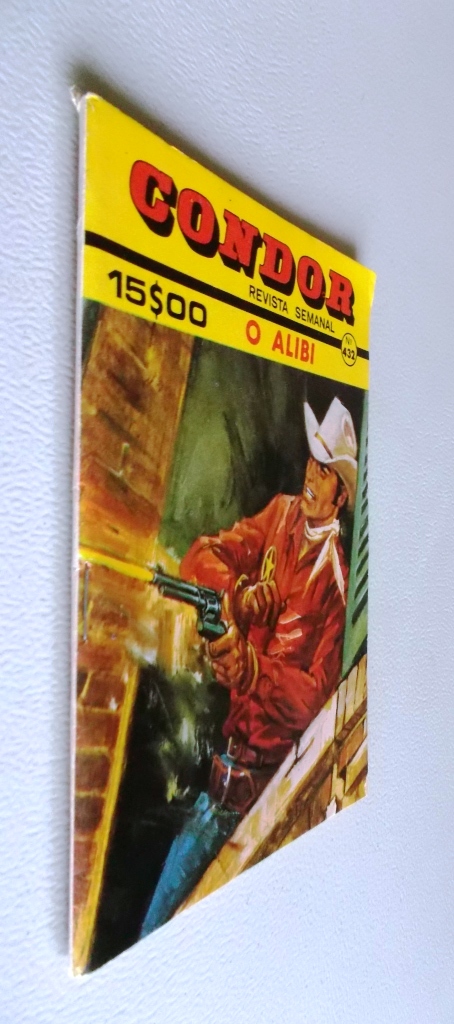 CONDOR
REVISTA SEMANAL
15$00
O ALIBI
Nº 432